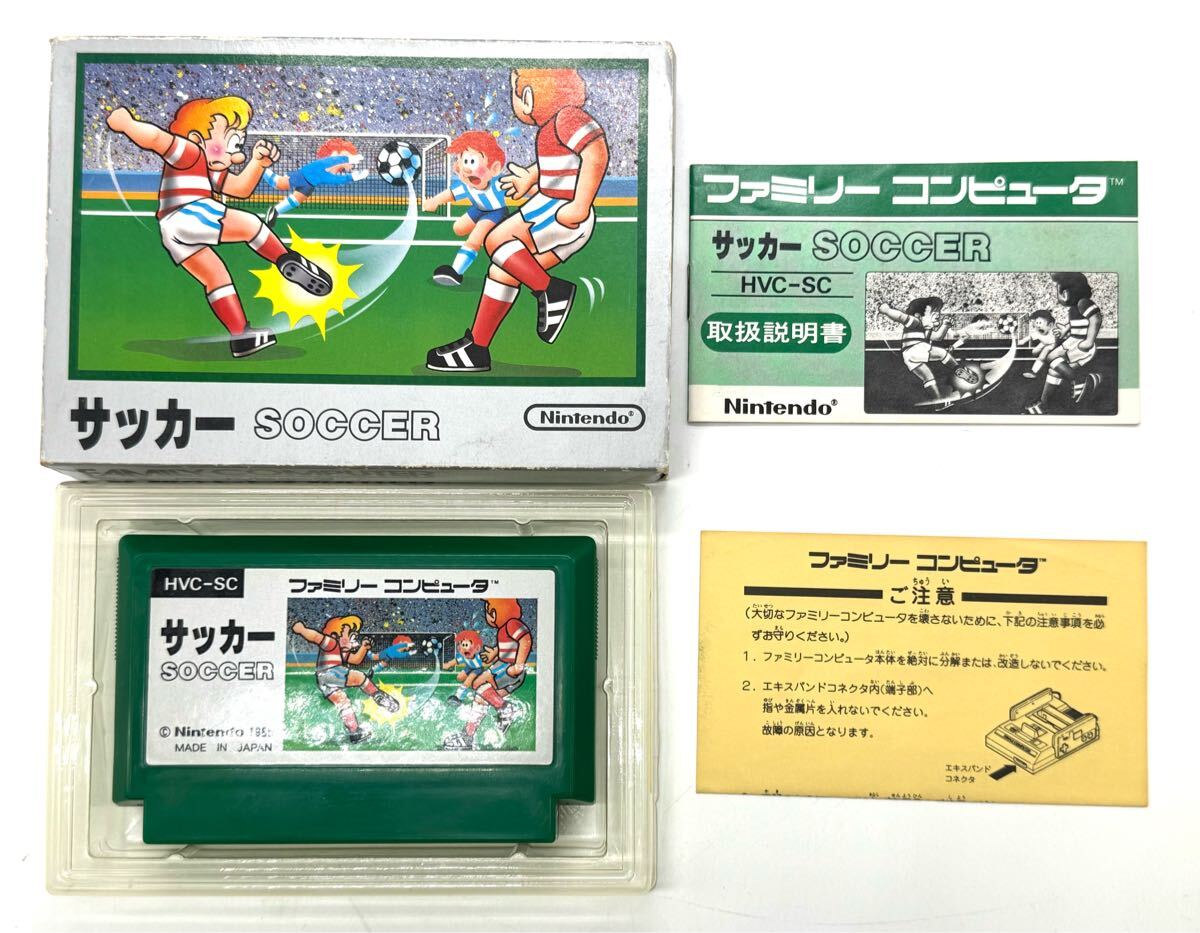 サッカー SOCCER
Nintendo®
FAMILY COMPUTER
ファミリー コンピュータ™
サッカー SOCCER
HVC-SC
取扱説明書
Nintendo®
HVC-SC
ファミリー コンピュータ™
サッカー
SOCCER
© Nintendo 1985
MADE IN JAPAN
ファミリー コンピュータ™
ご注意
(大切なファミリーコンピュータを壊さないために、下記の注意事項を必
ずお守りください。)
1. ファミリーコンピュータ本体を絶対に分解または、改造しないでください。
2. エキスパンドコネクタ内(端子部)へ
指や金属片を入れないでください。
故障の原因となります。
エキスパンド
コネクタ